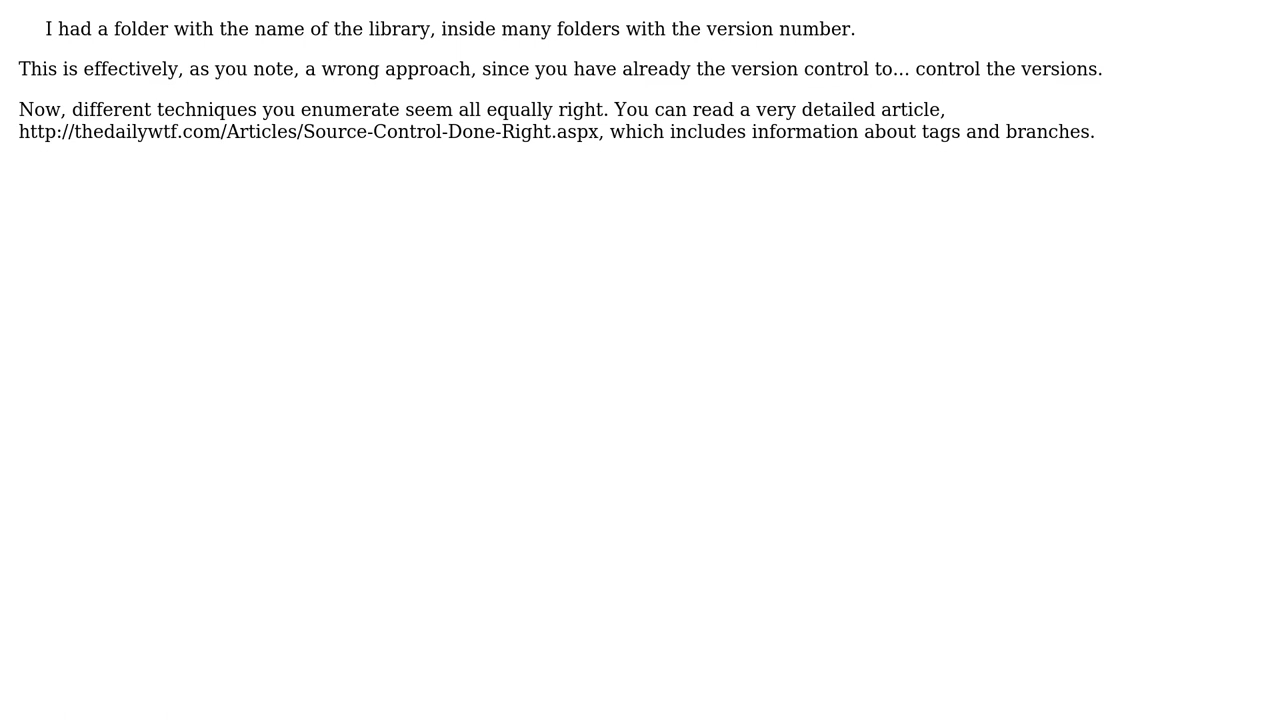 I had a folder with the name of the library, inside many folders with the version number.
This is effectively, as you note, a wrong approach, since you have already the version control to... control the versions.
Now, different techniques you enumerate seem all equally right. You can read a very detailed article,
http://thedailywtf.com/Articles/Source-Control-Done-Right.aspx, which includes information about tags and branches.